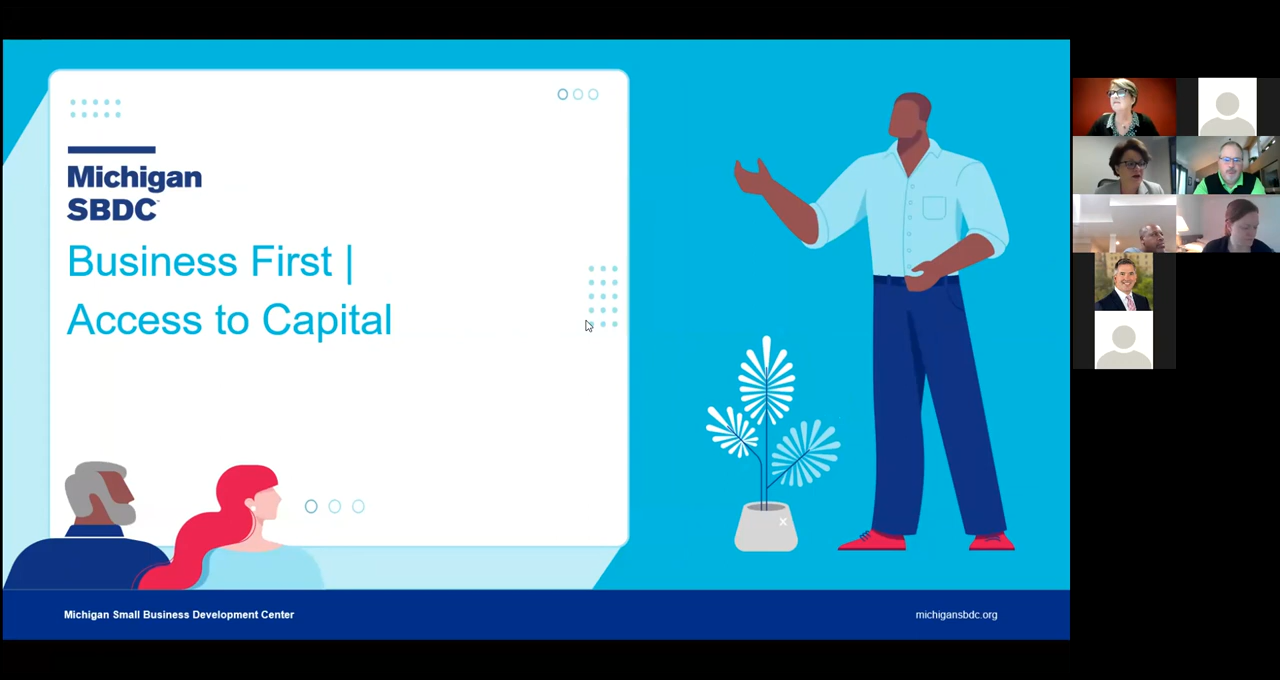 Michigan
SBDC
Business First |
Access to Capital
x
Michigan Small Business Development Center
michigansbdc.org